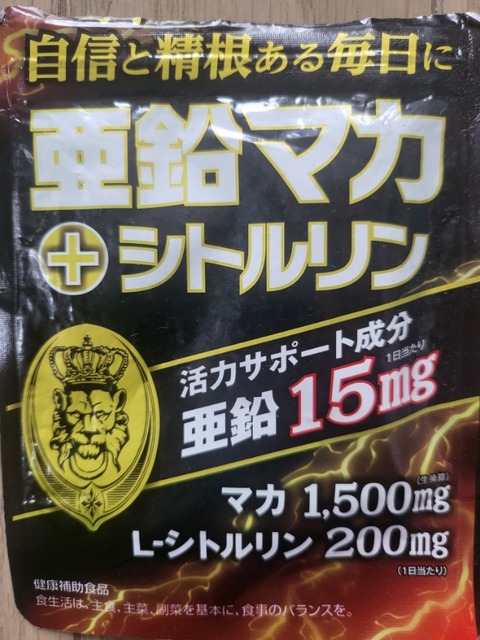 自信と精根ある毎日に
亜鉛マカ
+シトルリン
活力サポート成分
1日当たり
亜鉛 15mg
(生換算)
マカ 1,500mg
L-シトルリン 200mg
(1日当たり)
健康補助食品
食生活は、主食、主菜、副菜を基本に、食事のバランスを。